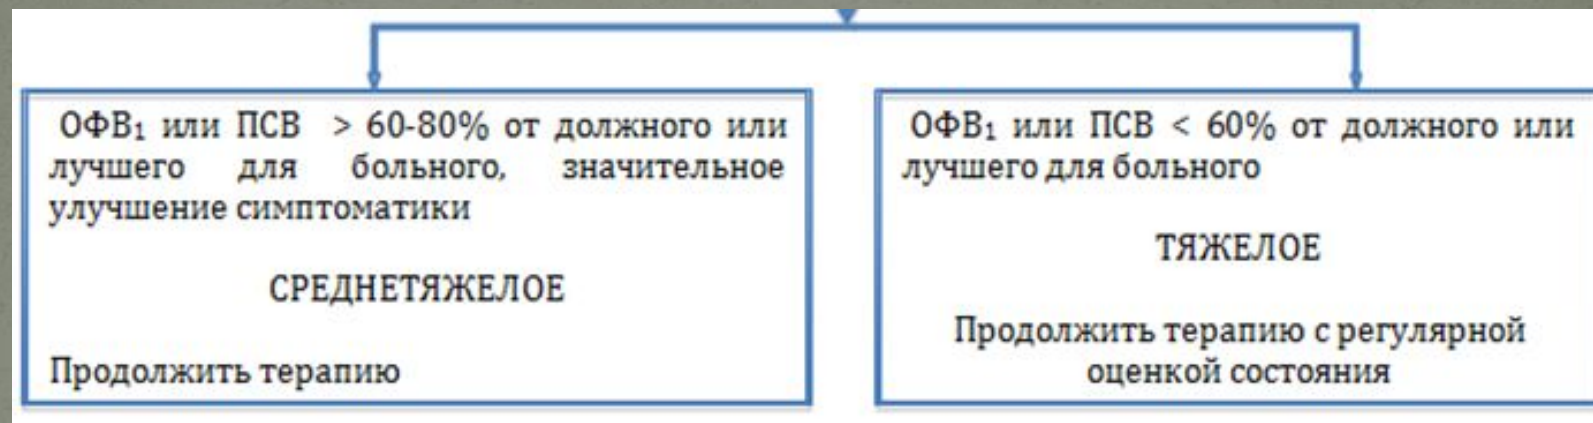 ОФВ₁ или ПСВ > 60-80% от должного или
лучшего для больного, значительное
улучшение симптоматики
СРЕДНЕТЯЖЕЛОЕ
Продолжить терапию
ОФВ₁ или ПСВ < 60% от должного или
лучшего для больного
ТЯЖЕЛОЕ
Продолжить терапию с регулярной
оценкой состояния